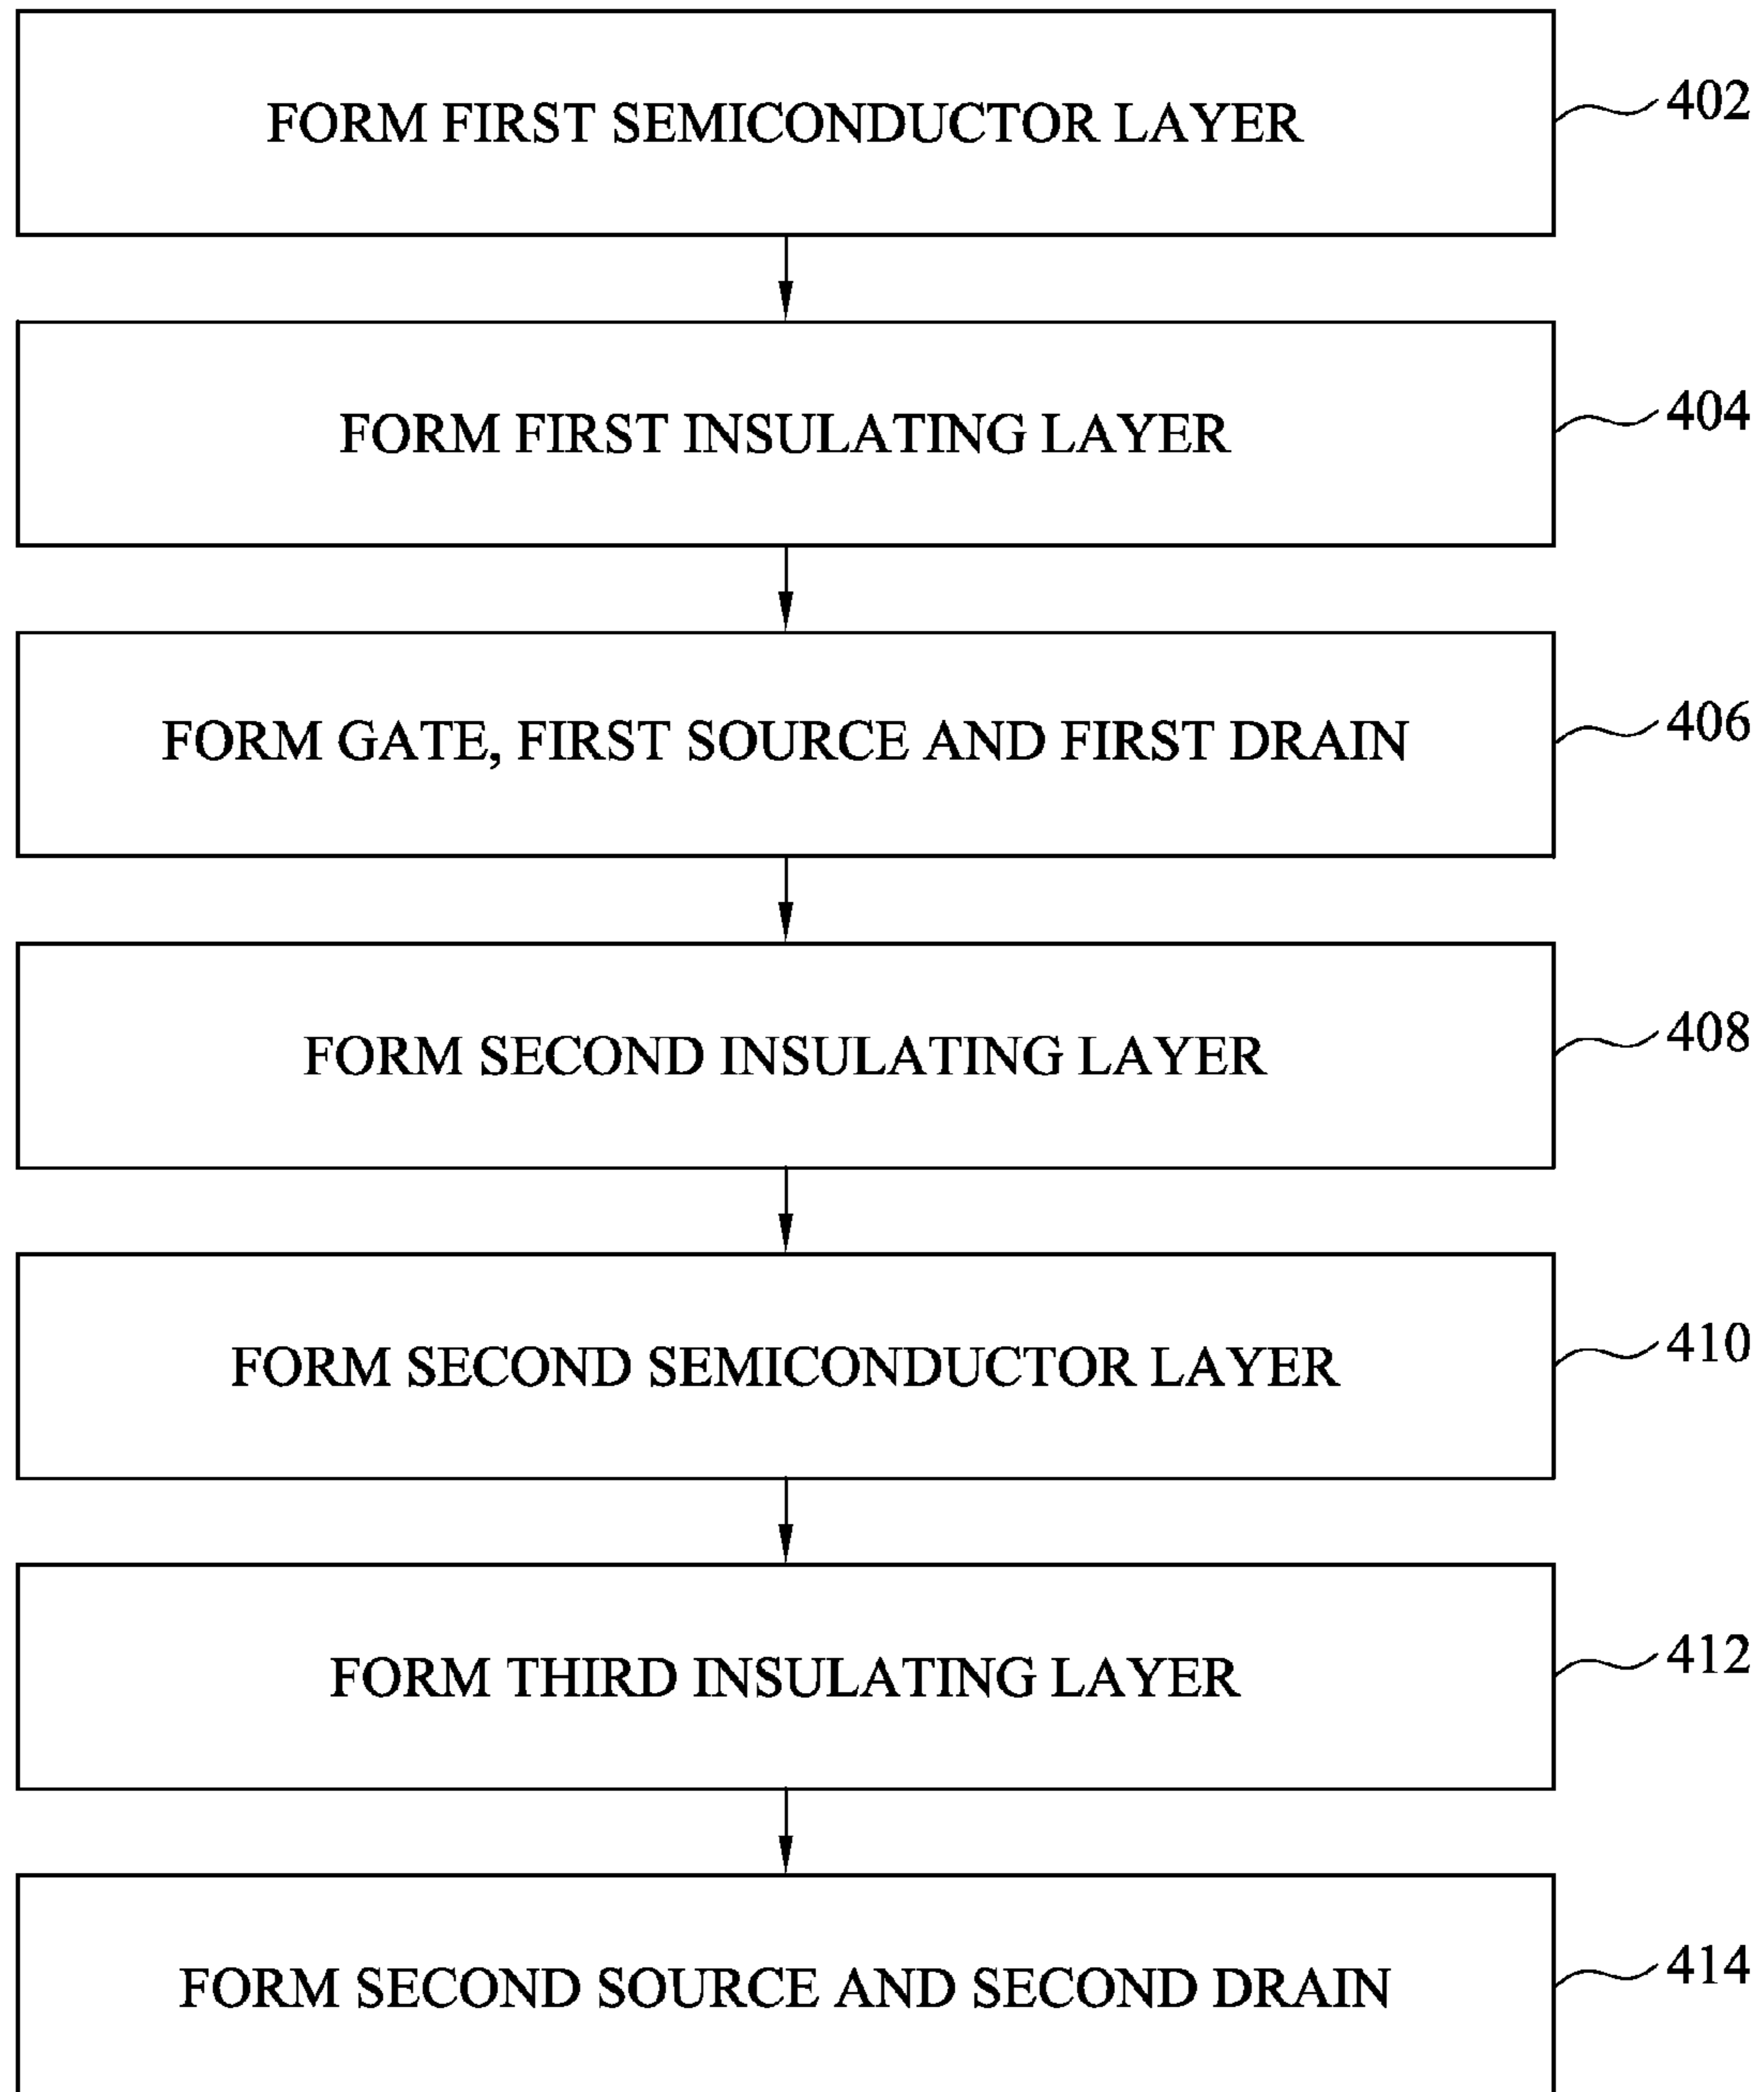 FORM FIRST SEMICONDUCTOR LAYER
402
FORM FIRST INSULATING LAYER
404
FORM GATE, FIRST SOURCE AND FIRST DRAIN
406
FORM SECOND INSULATING LAYER
408
FORM SECOND SEMICONDUCTOR LAYER
410
FORM THIRD INSULATING LAYER
412
FORM SECOND SOURCE AND SECOND DRAIN
414